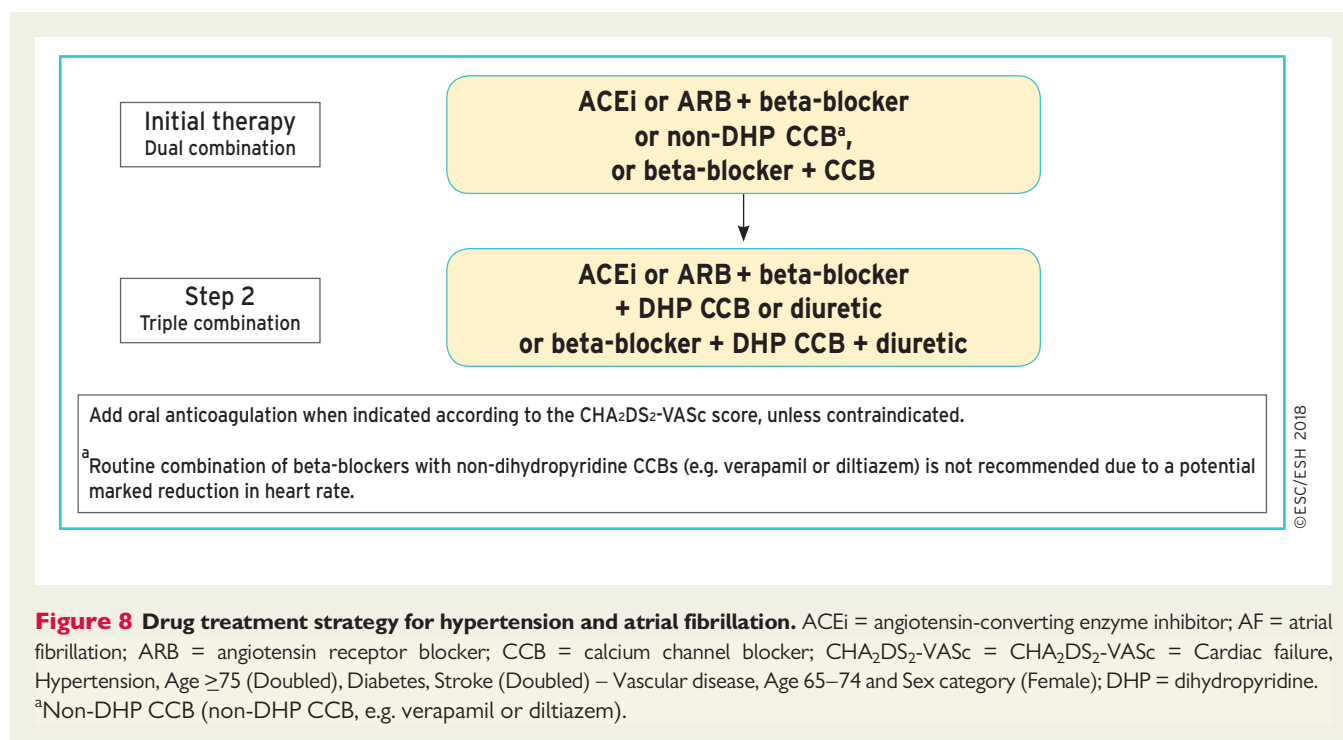 Initial therapy
Dual combination
ACEi or ARB + beta-blocker
or non-DHP CCBᵃ,
or beta-blocker + CCB
Step 2
Triple combination
ACEi or ARB + beta-blocker
+ DHP CCB or diuretic
or beta-blocker + DHP CCB + diuretic
Add oral anticoagulation when indicated according to the CHA₂DS₂-VASc score, unless contraindicated.
ᵃRoutine combination of beta-blockers with non-dihydropyridine CCBs (e.g. verapamil or diltiazem) is not recommended due to a potential
marked reduction in heart rate.
©ESC/ESH 2018
Figure 8 Drug treatment strategy for hypertension and atrial fibrillation. ACEi = angiotensin-converting enzyme inhibitor; AF = atrial
fibrillation; ARB = angiotensin receptor blocker; CCB = calcium channel blocker; CHA₂DS₂-VASc = CHA₂DS₂-VASc = Cardiac failure,
Hypertension, Age ≥75 (Doubled), Diabetes, Stroke (Doubled) – Vascular disease, Age 65–74 and Sex category (Female); DHP = dihydropyridine.
ᵃNon-DHP CCB (non-DHP CCB, e.g. verapamil or diltiazem).